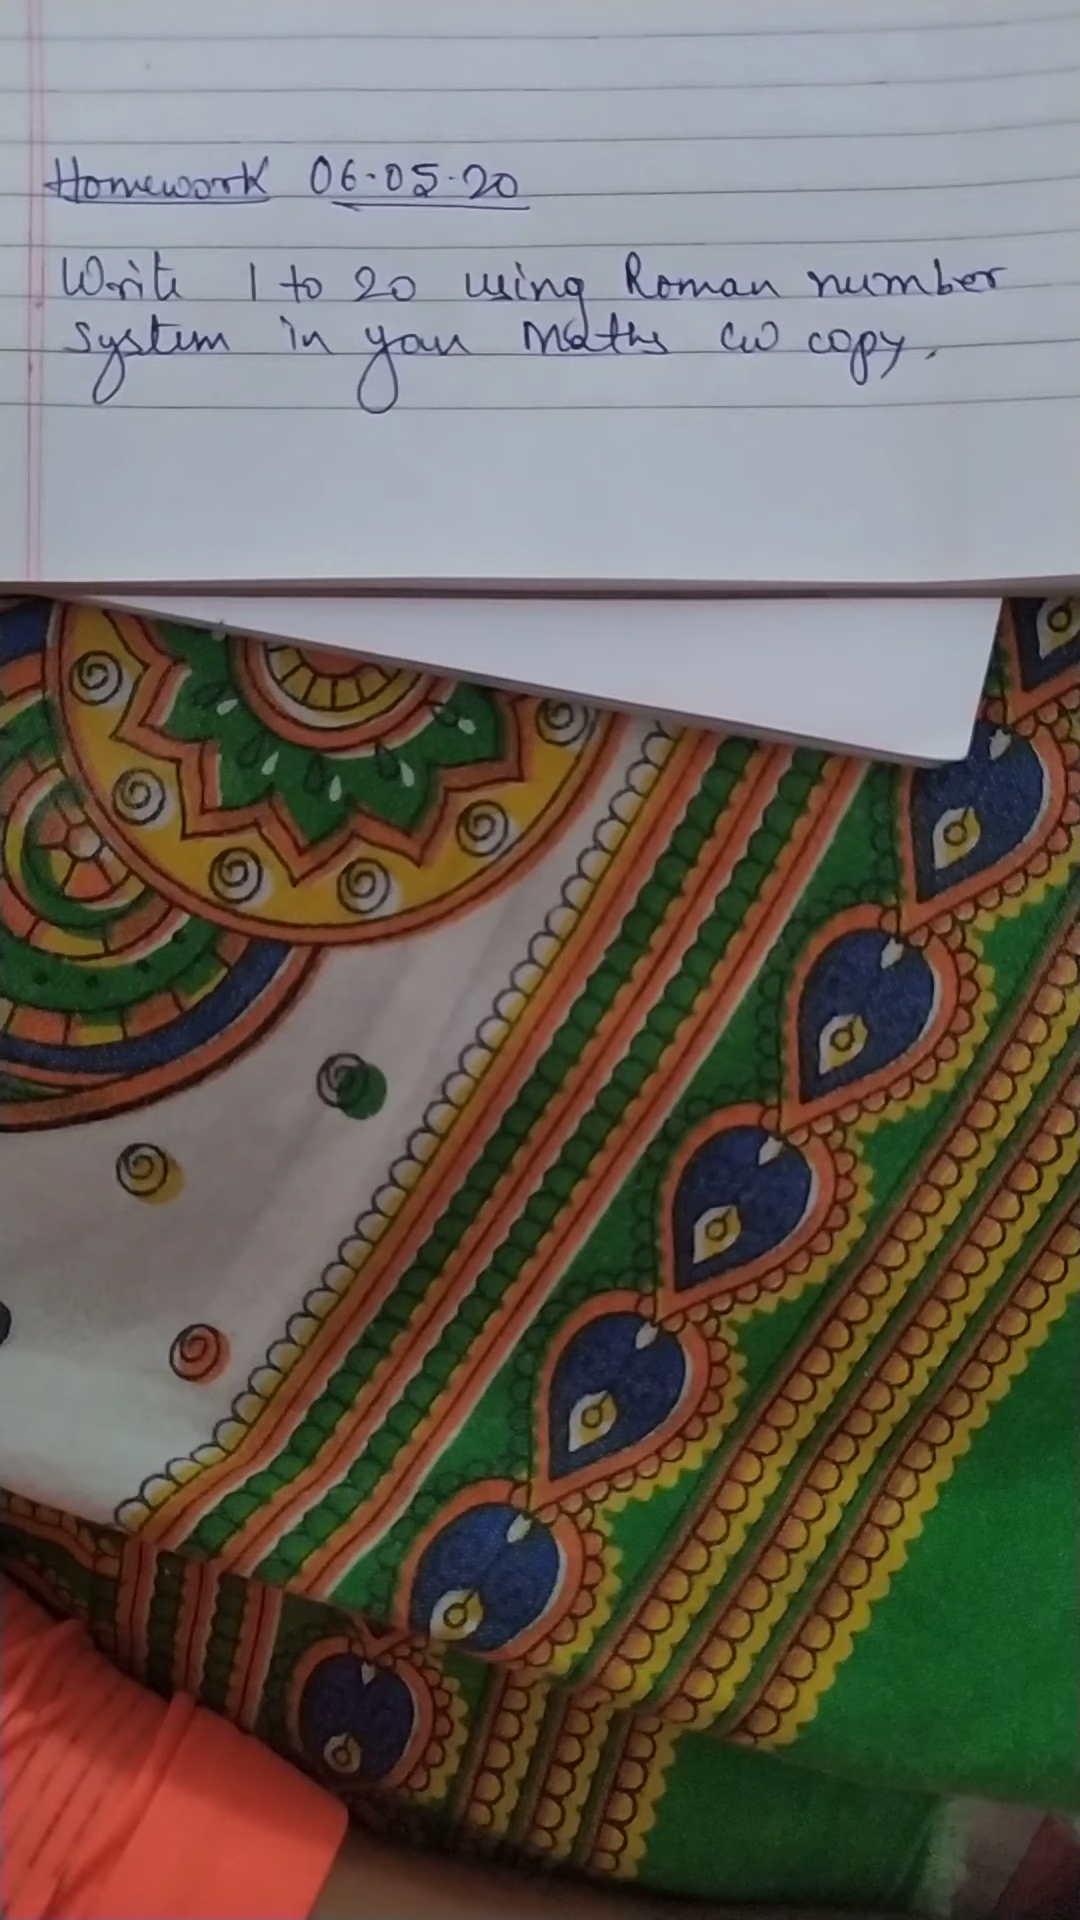 Homework 06.05.20
Write 1 to 20 using Roman number
system in your Maths CW copy.